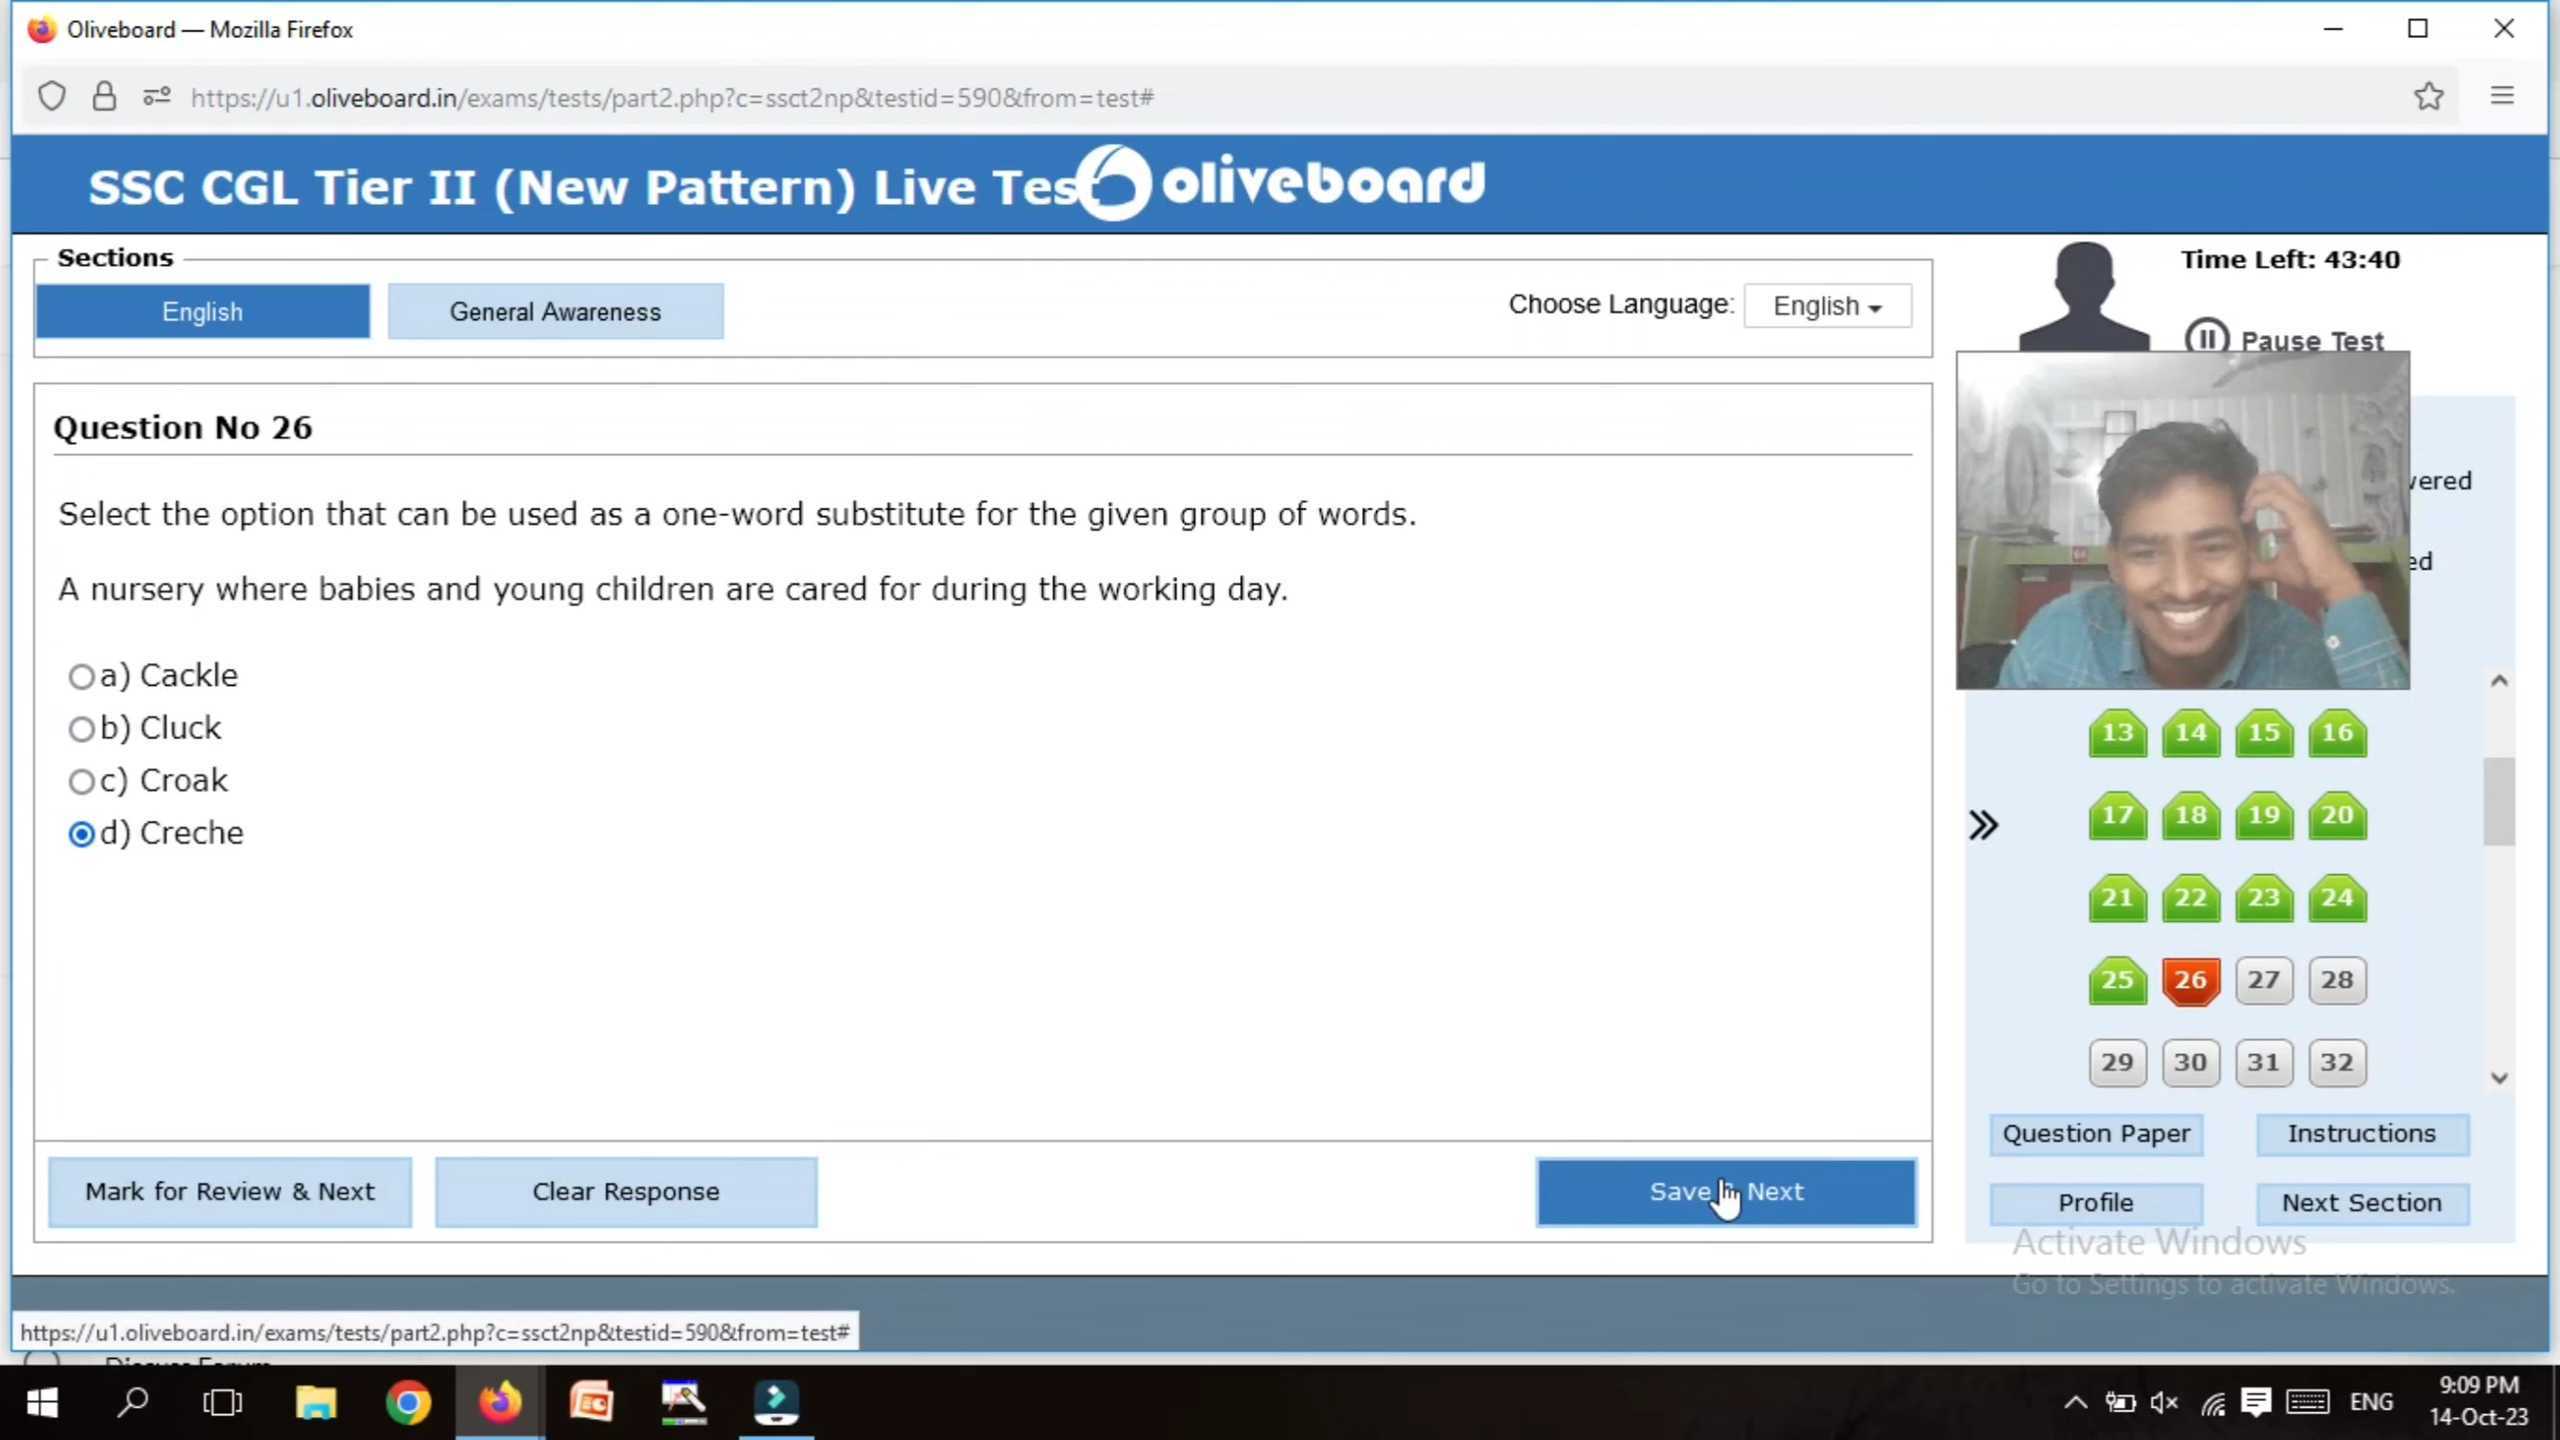 Oliveboard — Mozilla Firefox
https://u1.oliveboard.in/exams/tests/part2.php?c=ssct2np&testid=590&from=test#
SSC CGL Tier II (New Pattern) Live Tes
oliveboard
Sections
English
General Awareness
Choose Language:
English
Time Left: 43:40
Pause Test
Question No 26
Select the option that can be used as a one-word substitute for the given group of words.
A nursery where babies and young children are cared for during the working day.
a) Cackle
b) Cluck
c) Croak
d) Creche
13 14 15 16
17 18 19 20
21 22 23 24
25 26 27 28
29 30 31 32
Mark for Review & Next
Clear Response
Save & Next
Question Paper
Instructions
Profile
Next Section
Activate Windows
Go to Settings to activate Windows.
https://u1.oliveboard.in/exams/tests/part2.php?c=ssct2np&testid=590&from=test#
ENG
9:09 PM
14-Oct-23